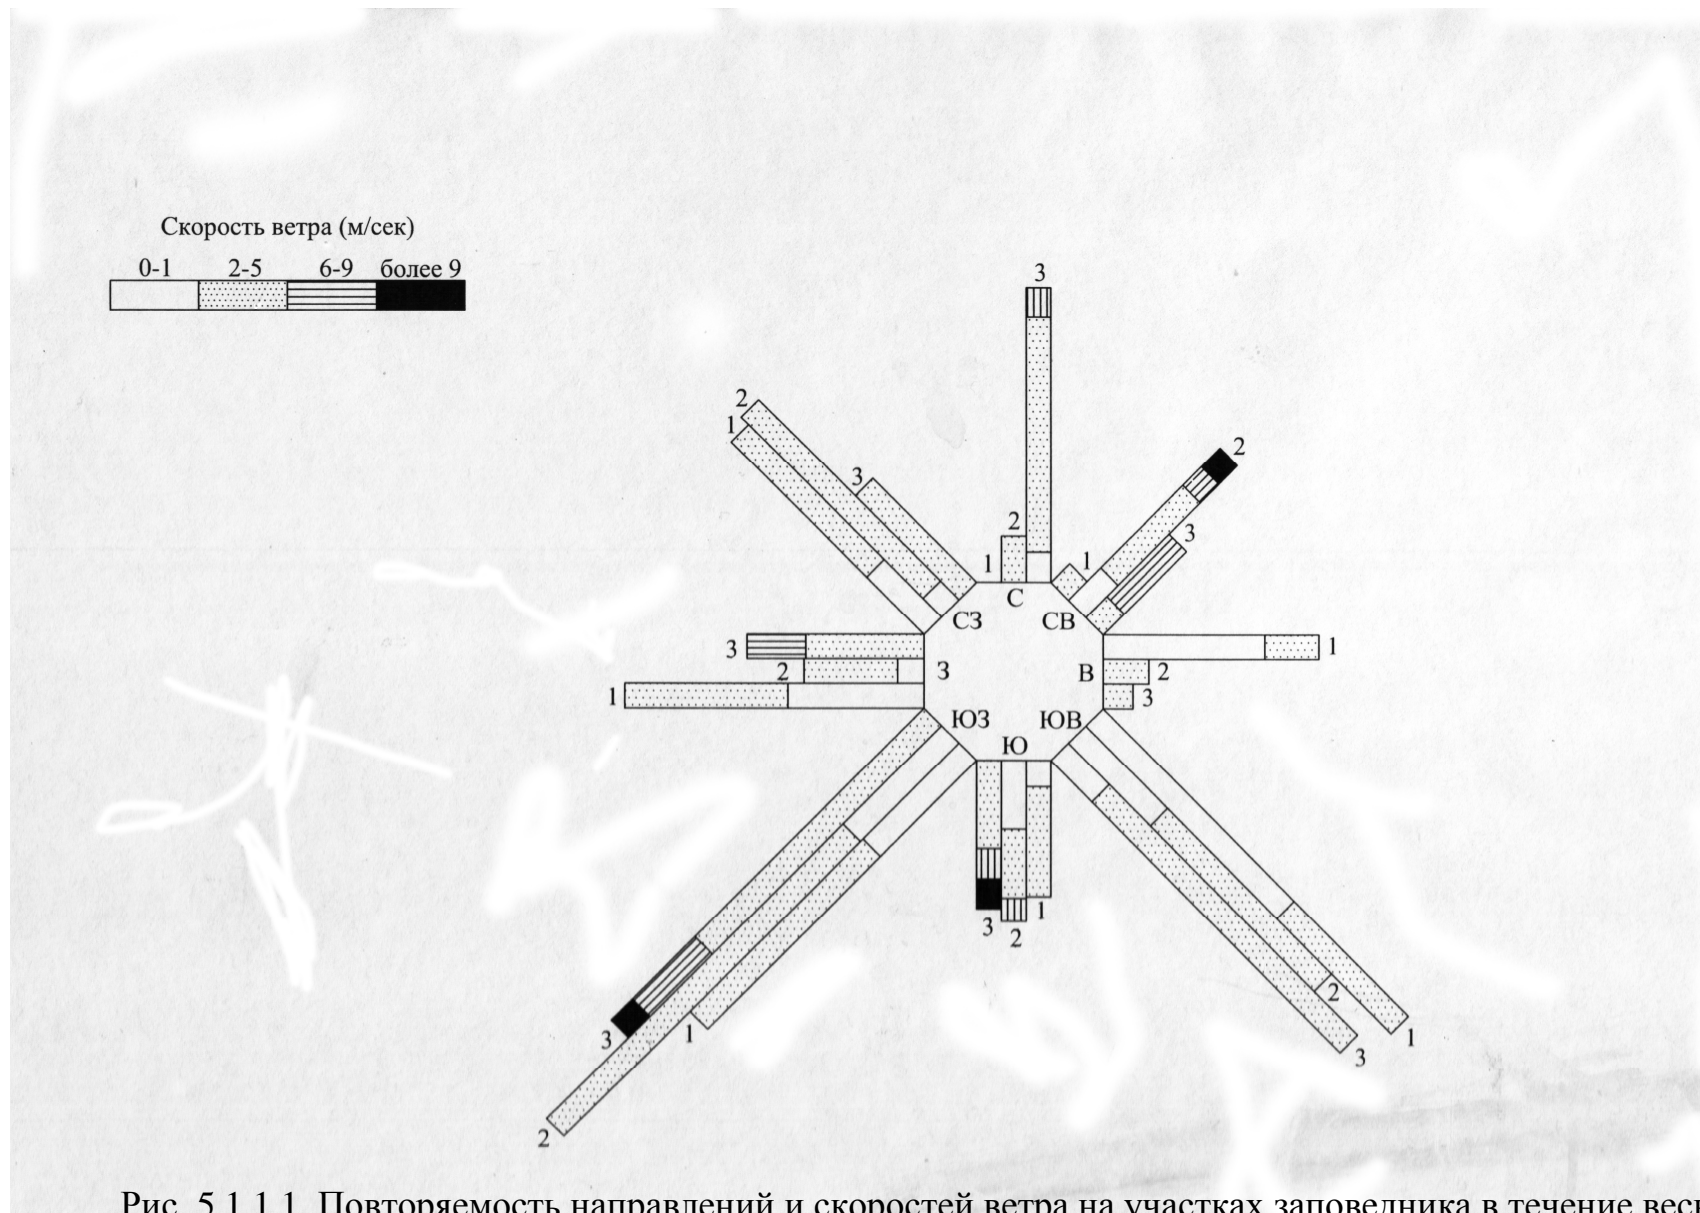 Скорость ветра (м/сек)
0-1 2-5 6-9 более 9
3
2
1
2
3
2
3
1
1
С
СЗ
СВ
3
2
1
З
В
1
2
3
ЮЗ
ЮВ
Ю
3
2
1
3
1
2
2
3
1
Рис. 5.1.1.1. Повторяемость направлений и скоростей ветра на участках заповедника в течение